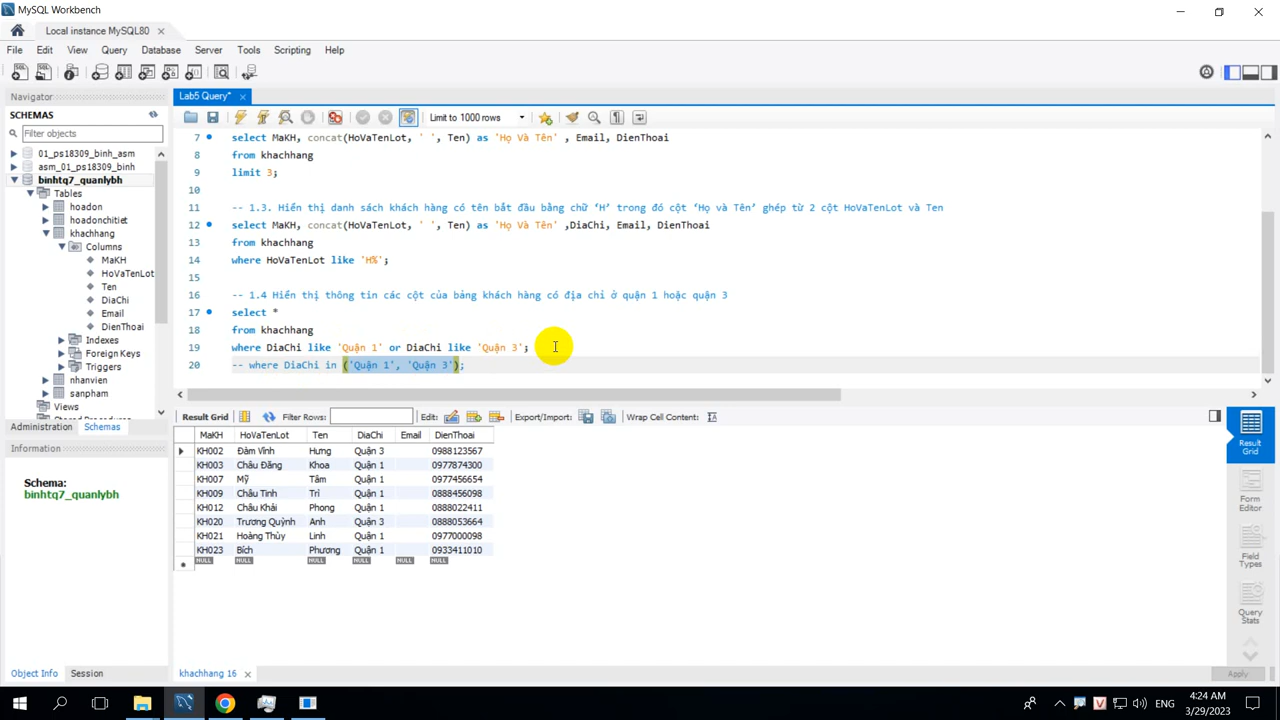 MySQL Workbench
Local instance MySQL80
File Edit View Query Database Server Tools Scripting Help
Navigator
SCHEMAS
Filter objects
01_ps18309_binh_asm
asm_01_ps18309_binh
binhtq7_quanlybh
Tables
hoadon
hoadonchitiet
khachhang
Columns
MaKH
HoVaTenLot
Ten
DiaChi
Email
DienThoai
Indexes
Foreign Keys
Triggers
nhanvien
sanpham
Views
Administration Schemas
Information
Schema:
binhtq7_quanlybh
Object Info Session
Lab5 Query*
Limit to 1000 rows
7 select MaKH, concat(HoVaTenLot, ' ', Ten) as 'Họ Và Tên' , Email, DienThoai
8 from khachhang
9 limit 3;
10
11 -- 1.3. Hiển thị danh sách khách hàng có tên bắt đầu bằng chữ ‘H’ trong đó cột ‘Họ và Tên’ ghép từ 2 cột HoVaTenLot và Ten
12 select MaKH, concat(HoVaTenLot, ' ', Ten) as 'Họ Và Tên' ,DiaChi, Email, DienThoai
13 from khachhang
14 where HoVaTenLot like 'H%';
15
16 -- 1.4 Hiển thị thông tin các cột của bảng khách hàng có địa chỉ ở quận 1 hoặc quận 3
17 select *
18 from khachhang
19 where DiaChi like 'Quận 1' or DiaChi like 'Quận 3';
20 -- where DiaChi in ('Quận 1', 'Quận 3');
Result Grid Filter Rows: Edit: Export/Import: Wrap Cell Content:
MaKH HoVaTenLot Ten DiaChi Email DienThoai
KH002 Đàm Vĩnh Hưng Quận 3 0988123567
KH003 Châu Đăng Khoa Quận 1 0977874300
KH007 Mỹ Tâm Quận 1 0977456654
KH009 Châu Tinh Trì Quận 1 0888456098
KH012 Châu Khải Phong Quận 1 0888022411
KH020 Trương Quỳnh Anh Quận 3 0888053664
KH021 Hoàng Thùy Linh Quận 1 0977000098
KH023 Bích Phương Quận 1 0933411010
NULL NULL NULL NULL NULL NULL
Result Grid
Form Editor
Field Types
Query Stats
khachhang 16
Apply
ENG
4:24 AM
3/29/2023